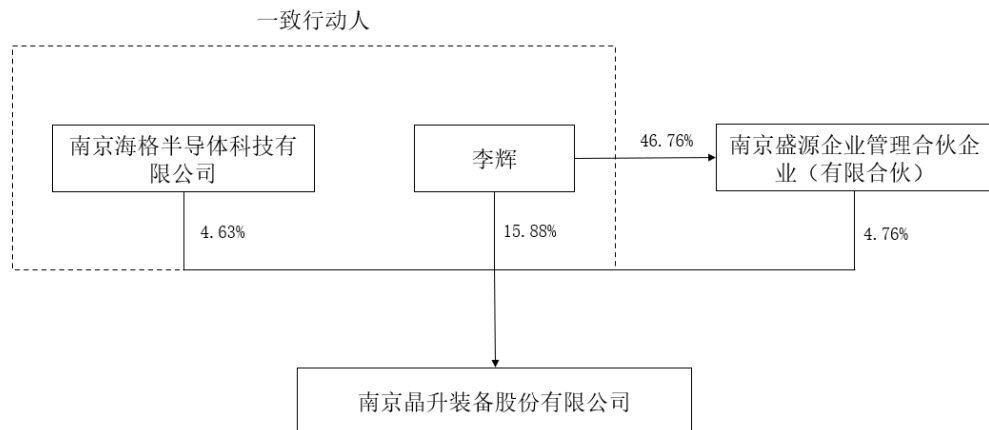 一致行动人
南京海格半导体科技有
限公司
李辉
46.76%
南京盛源企业管理合伙企
业（有限合伙）
4.63%
15.88%
4.76%
南京晶升装备股份有限公司